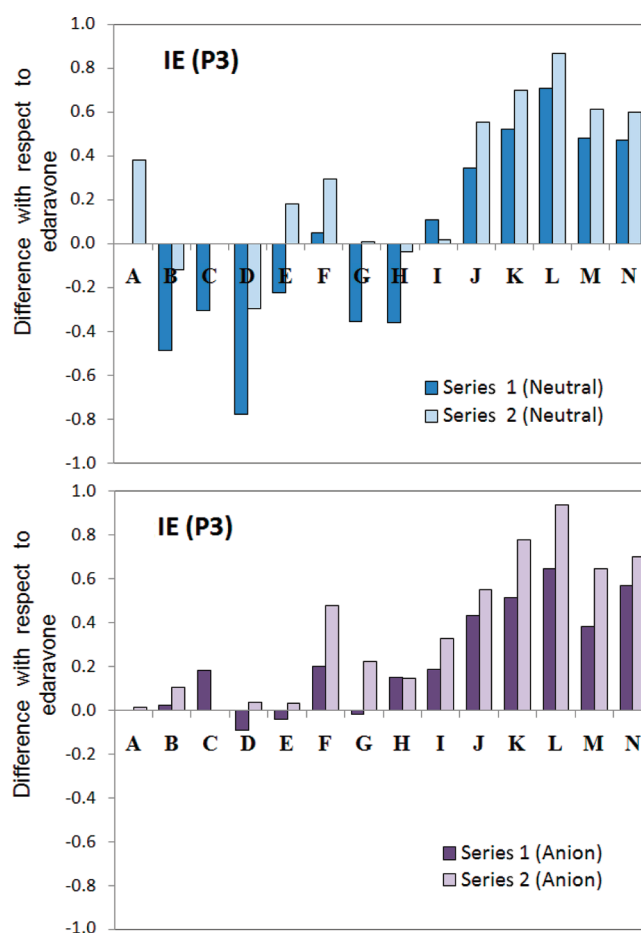 IE (P3)
Difference with respect to
edaravone
1.0
0.8
0.6
0.4
0.2
0.0
-0.2
-0.4
-0.6
-0.8
-1.0
A B C D E F G H I J K L M N
Series 1 (Neutral)
Series 2 (Neutral)
IE (P3)
Difference with respect to
edaravone
1.0
0.8
0.6
0.4
0.2
0.0
-0.2
-0.4
-0.6
-0.8
-1.0
A B C D E F G H I J K L M N
Series 1 (Anion)
Series 2 (Anion)